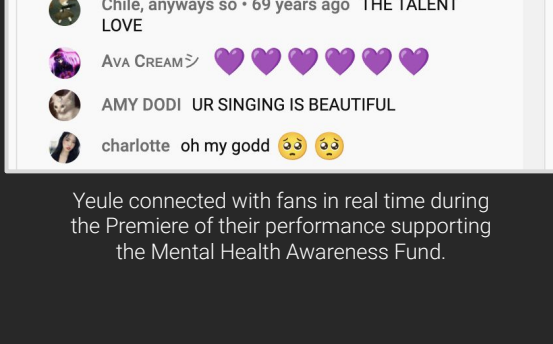 Chile, anyways so • 69 years ago THE TALENT
LOVE
AVA CREAMシ 💜 💜 💜 💜 💜 💜
AMY DODI UR SINGING IS BEAUTIFUL
charlotte oh my godd 🥺 🥺
Yeule connected with fans in real time during
the Premiere of their performance supporting
the Mental Health Awareness Fund.